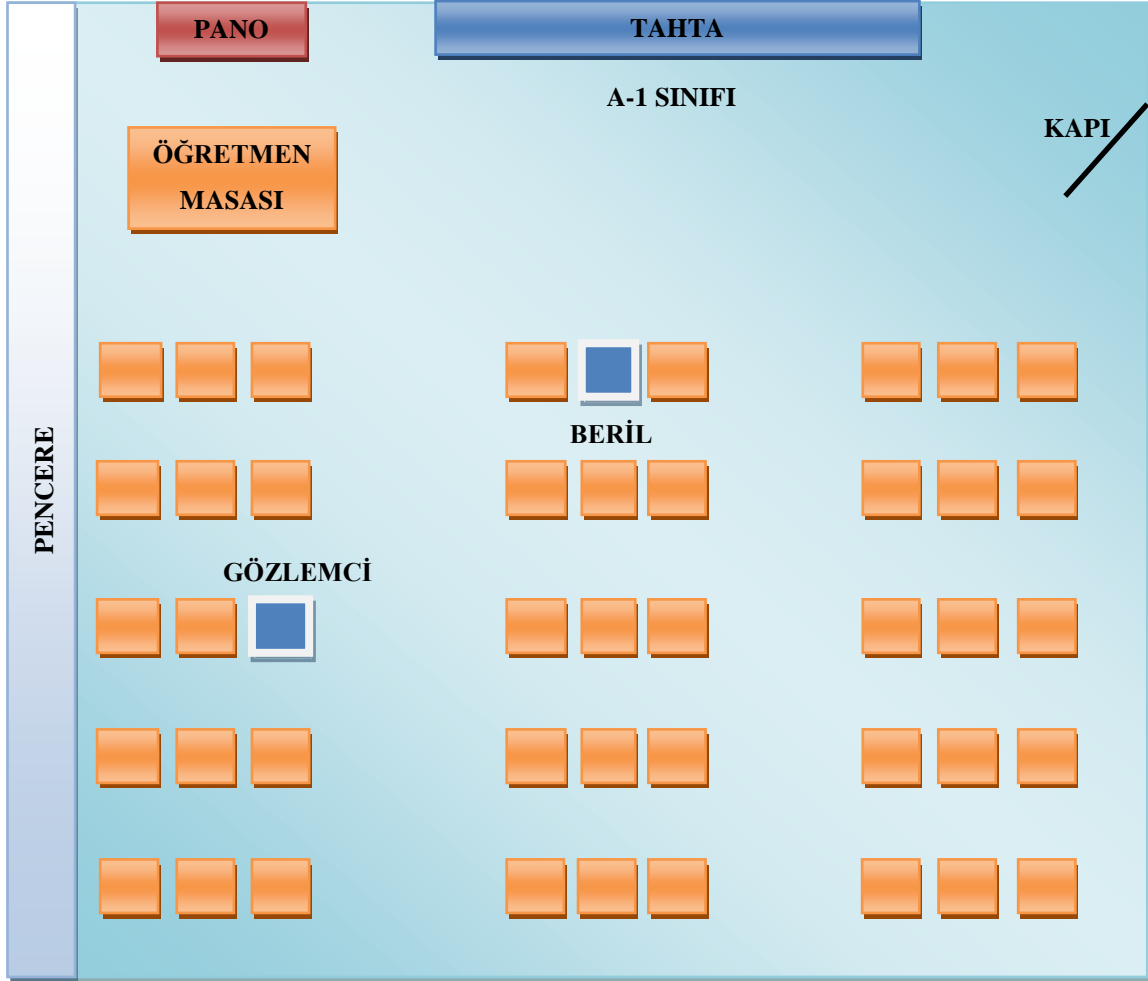 PANO
TAHTA
A-1 SINIFI
KAPI
ÖĞRETMEN
MASASI
BERİL
PENCERE
GÖZLEMCİ